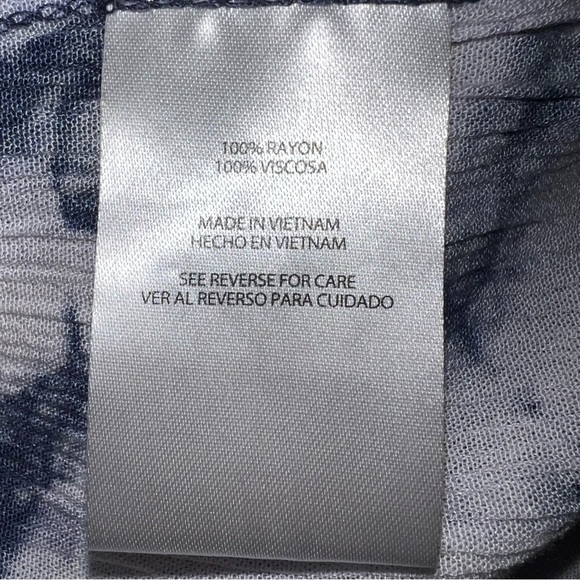 100% RAYON
100% VISCOSA
MADE IN VIETNAM
HECHO EN VIETNAM
SEE REVERSE FOR CARE
VER AL REVERSO PARA CUIDADO